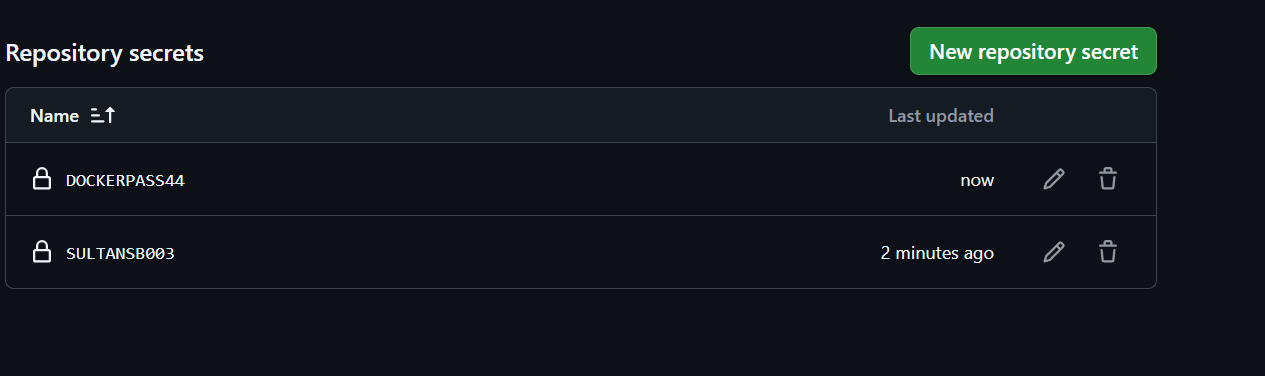 Repository secrets
New repository secret
Name
Last updated
DOCKERPASS44
now
SULTANSB003
2 minutes ago